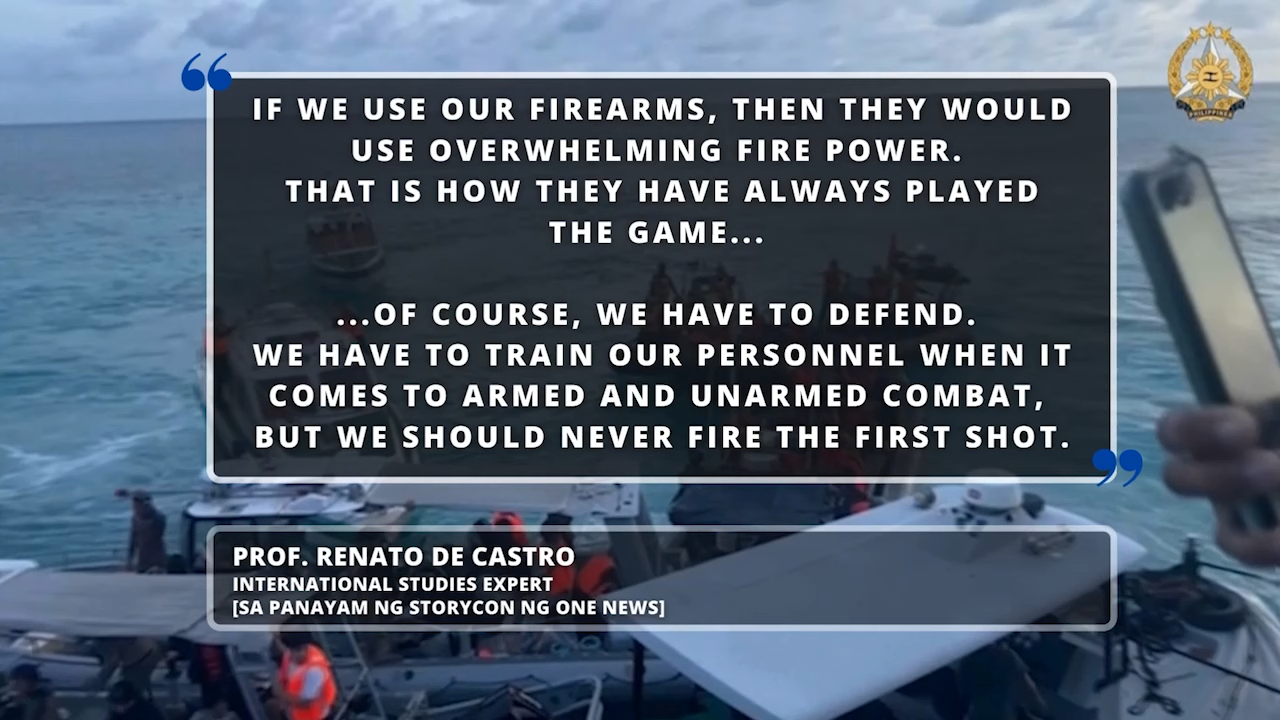 “
IF WE USE OUR FIREARMS, THEN THEY WOULD
USE OVERWHELMING FIRE POWER.
THAT IS HOW THEY HAVE ALWAYS PLAYED
THE GAME...
...OF COURSE, WE HAVE TO DEFEND.
WE HAVE TO TRAIN OUR PERSONNEL WHEN IT
COMES TO ARMED AND UNARMED COMBAT,
BUT WE SHOULD NEVER FIRE THE FIRST SHOT.
”
PROF. RENATO DE CASTRO
INTERNATIONAL STUDIES EXPERT
[SA PANAYAM NG STORYCON NG ONE NEWS]
PHILIPPINES